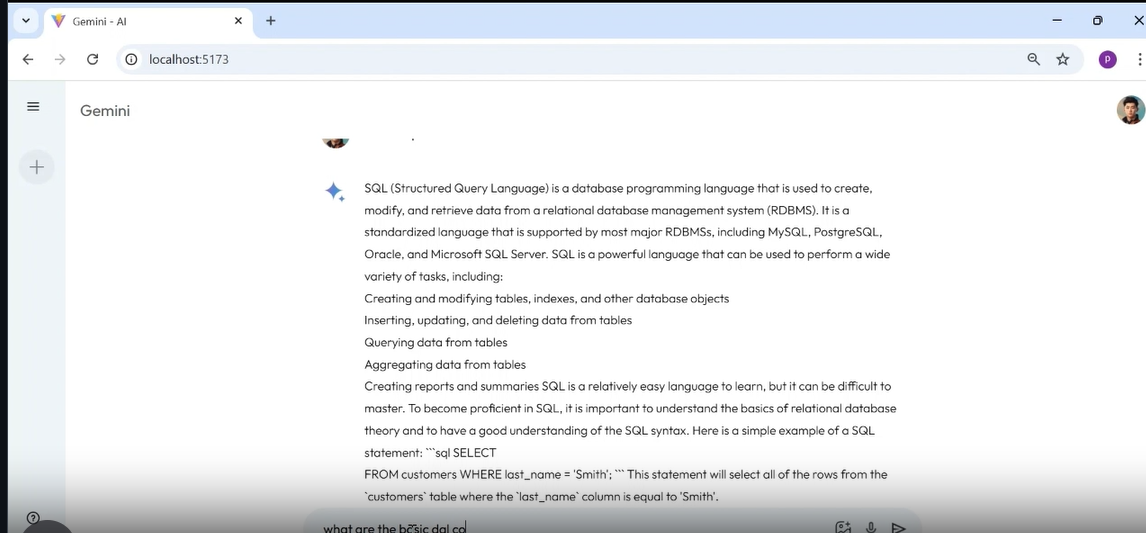 Gemini - AI
localhost:5173
P
Gemini
SQL (Structured Query Language) is a database programming language that is used to create,
modify, and retrieve data from a relational database management system (RDBMS). It is a
standardized language that is supported by most major RDBMSs, including MySQL, PostgreSQL,
Oracle, and Microsoft SQL Server. SQL is a powerful language that can be used to perform a wide
variety of tasks, including:
Creating and modifying tables, indexes, and other database objects
Inserting, updating, and deleting data from tables
Querying data from tables
Aggregating data from tables
Creating reports and summaries SQL is a relatively easy language to learn, but it can be difficult to
master. To become proficient in SQL, it is important to understand the basics of relational database
theory and to have a good understanding of the SQL syntax. Here is a simple example of a SQL
statement: ```sql SELECT
FROM customers WHERE last_name = 'Smith'; ``` This statement will select all of the rows from the
`customers` table where the `last_name` column is equal to 'Smith'.
what are the basic dql co